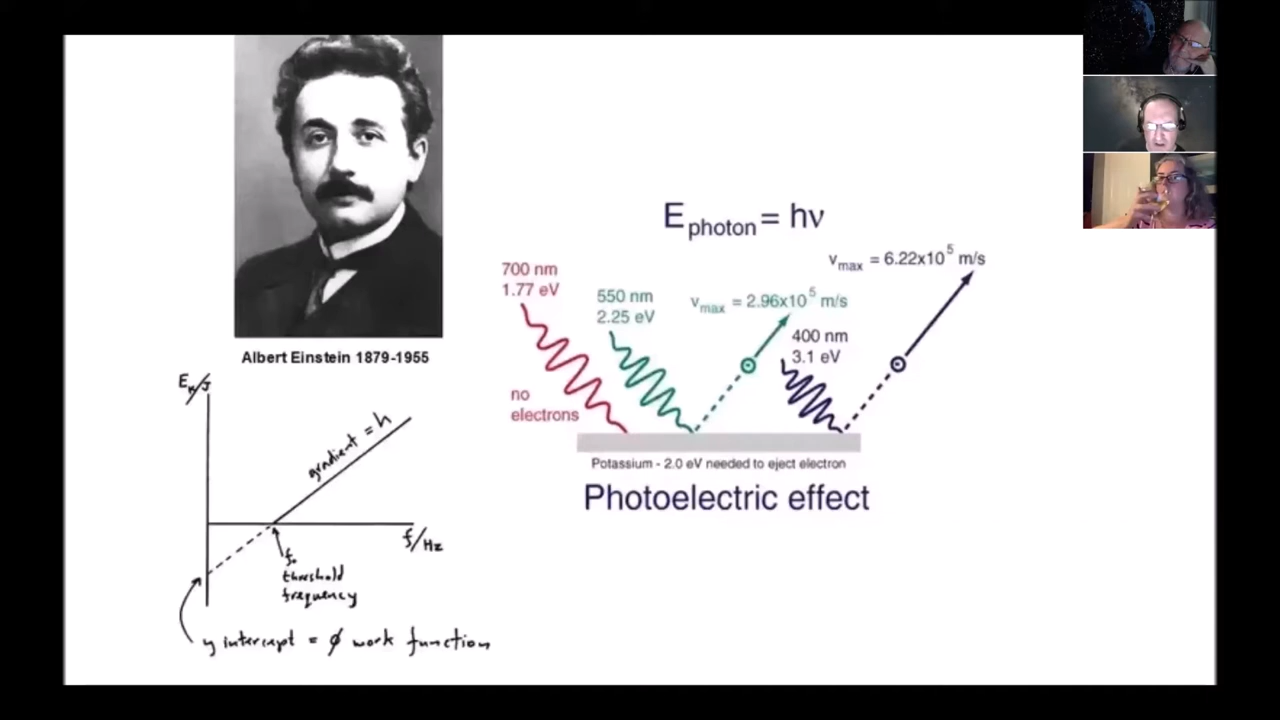 Albert Einstein 1879-1955
E_photon = hν
v_max = 6.22x10^5 m/s
700 nm
1.77 eV
550 nm
2.25 eV
v_max = 2.96x10^5 m/s
400 nm
3.1 eV
no
electrons
Potassium - 2.0 eV needed to eject electron
Photoelectric effect
E_K/J
gradient = h
f/Hz
f₀
threshold
frequency
y intercept = φ work function